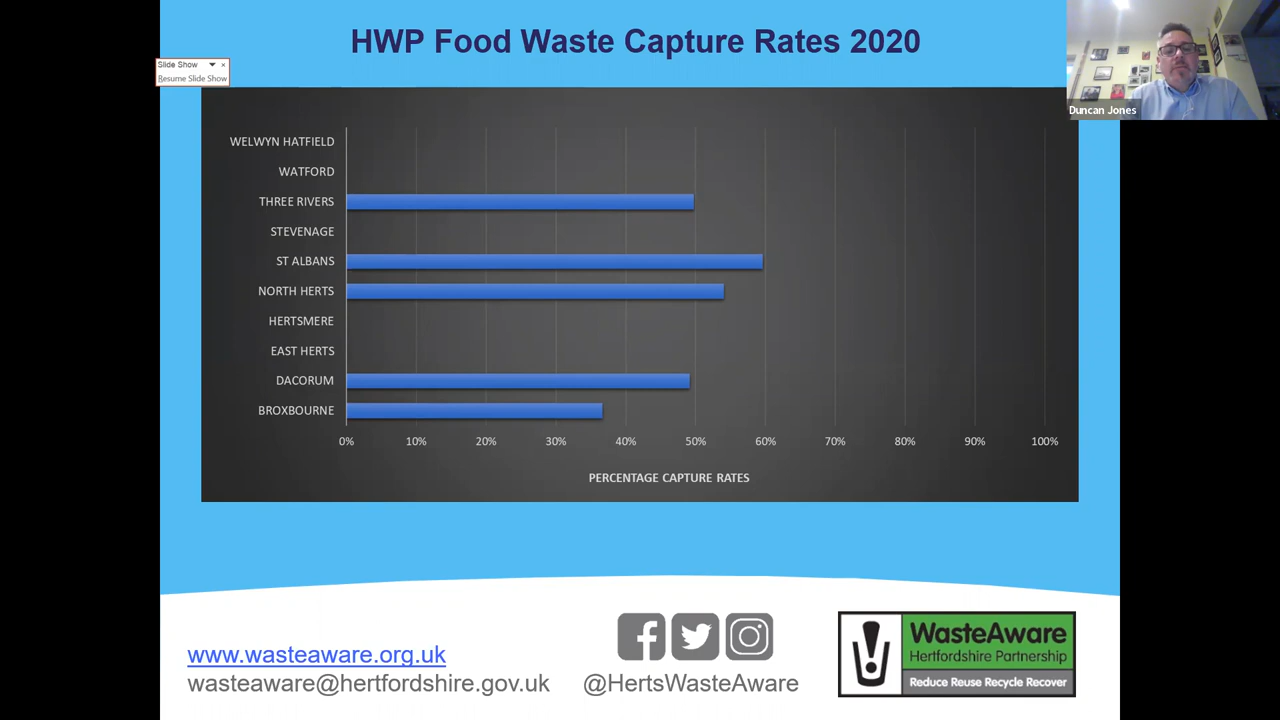 HWP Food Waste Capture Rates 2020
Slide Show
Resume Slide Show
Duncan Jones
WELWYN HATFIELD
WATFORD
THREE RIVERS
STEVENAGE
ST ALBANS
NORTH HERTS
HERTSMERE
EAST HERTS
DACORUM
BROXBOURNE
0% 10% 20% 30% 40% 50% 60% 70% 80% 90% 100%
PERCENTAGE CAPTURE RATES
www.wasteaware.org.uk
wasteaware@hertfordshire.gov.uk
@HertsWasteAware
WasteAware
Hertfordshire Partnership
Reduce Reuse Recycle Recover